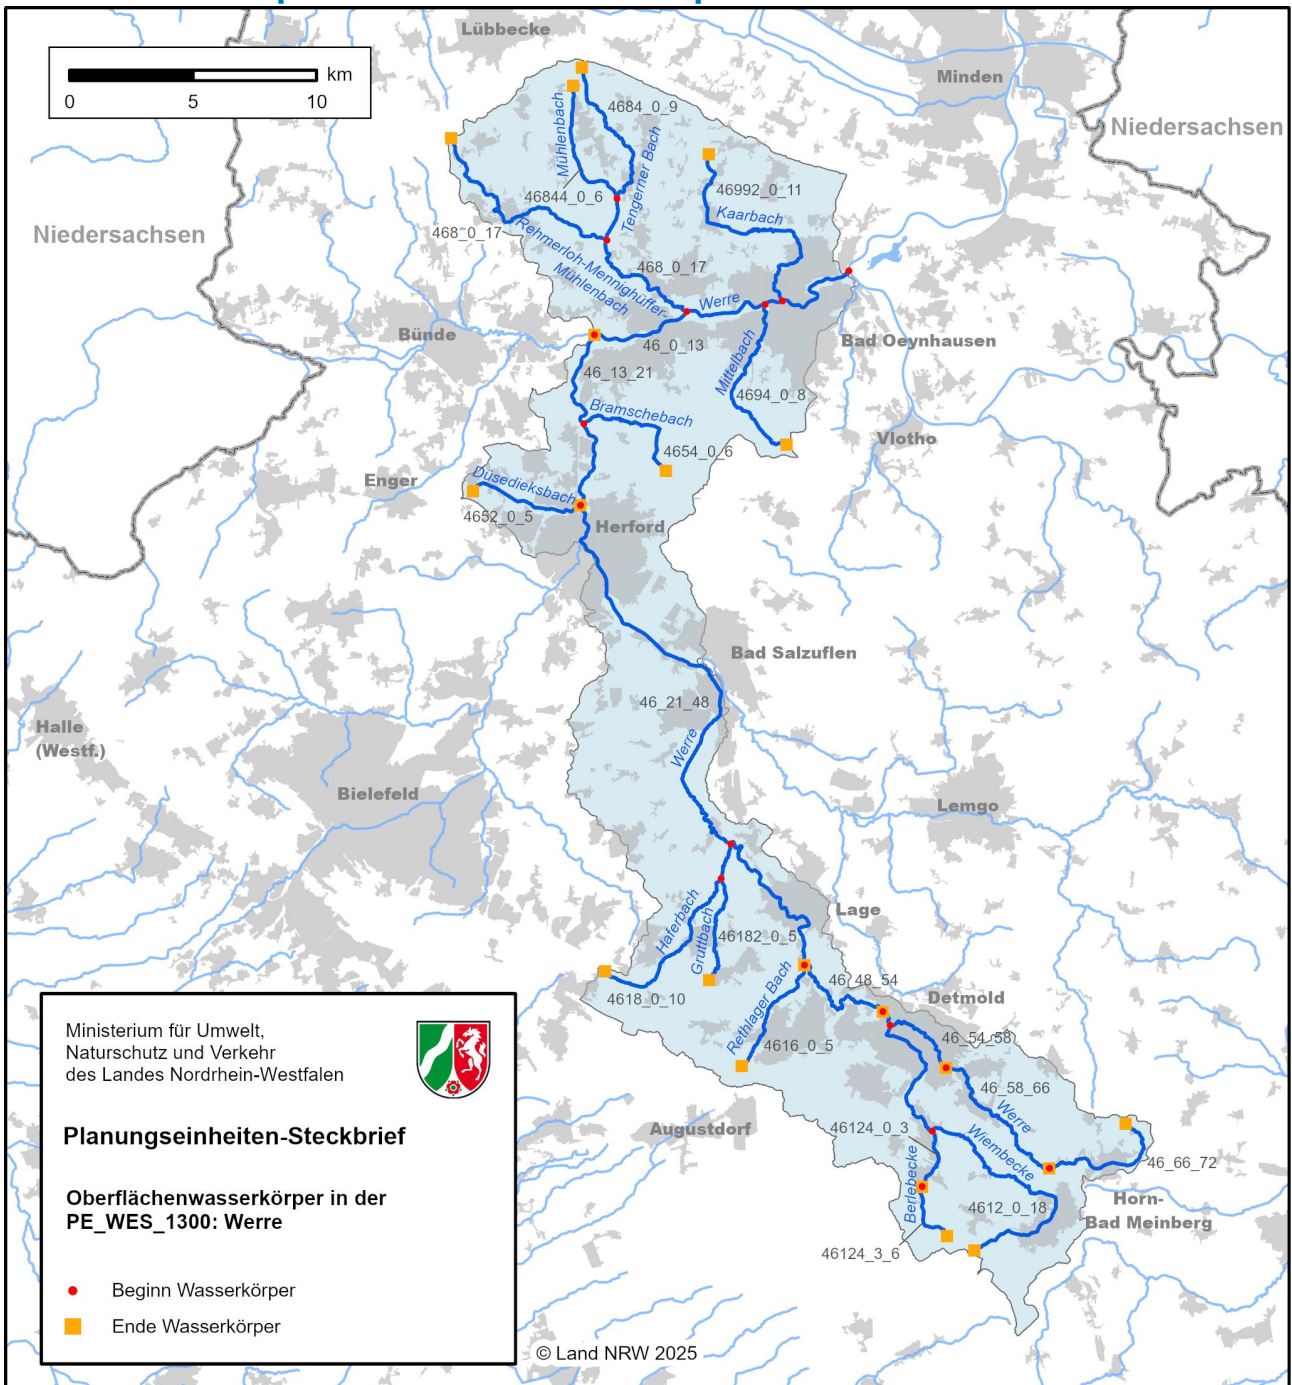 Lübbecke
km
0 5 10
Minden
Niedersachsen
4684_0_9
Mühlenbach
Tengerner Bach
46844_0_6
46992_0_11
Kaarbach
Niedersachsen
468_0_17
Rehmerloh-Mennighüffer-
Mühlenbach
468_0_17
Werre
Bünde
46_0_13
Bad Oeynhausen
46_13_21
Mittelbach
4694_0_8
Bramschebach
Vlotho
4654_0_6
Enger
Düsedieksbach
4652_0_5
Herford
Bad Salzuflen
46_21_48
Halle
(Westf.)
Werre
Bielefeld
Lemgo
Lage
Haferbach
Gruttbach
46182_0_5
46_48_54
4618_0_10
Rethlager Bach
Detmold
4616_0_5
46_54_58
46_58_66
Augustdorf
46124_0_3
Werre
Wiembecke
46_66_72
Berlebecke
4612_0_18
Horn-
Bad Meinberg
46124_3_6
Ministerium für Umwelt,
Naturschutz und Verkehr
des Landes Nordrhein-Westfalen
Planungseinheiten-Steckbrief
Oberflächenwasserkörper in der
PE_WES_1300: Werre
Beginn Wasserkörper
Ende Wasserkörper
© Land NRW 2025